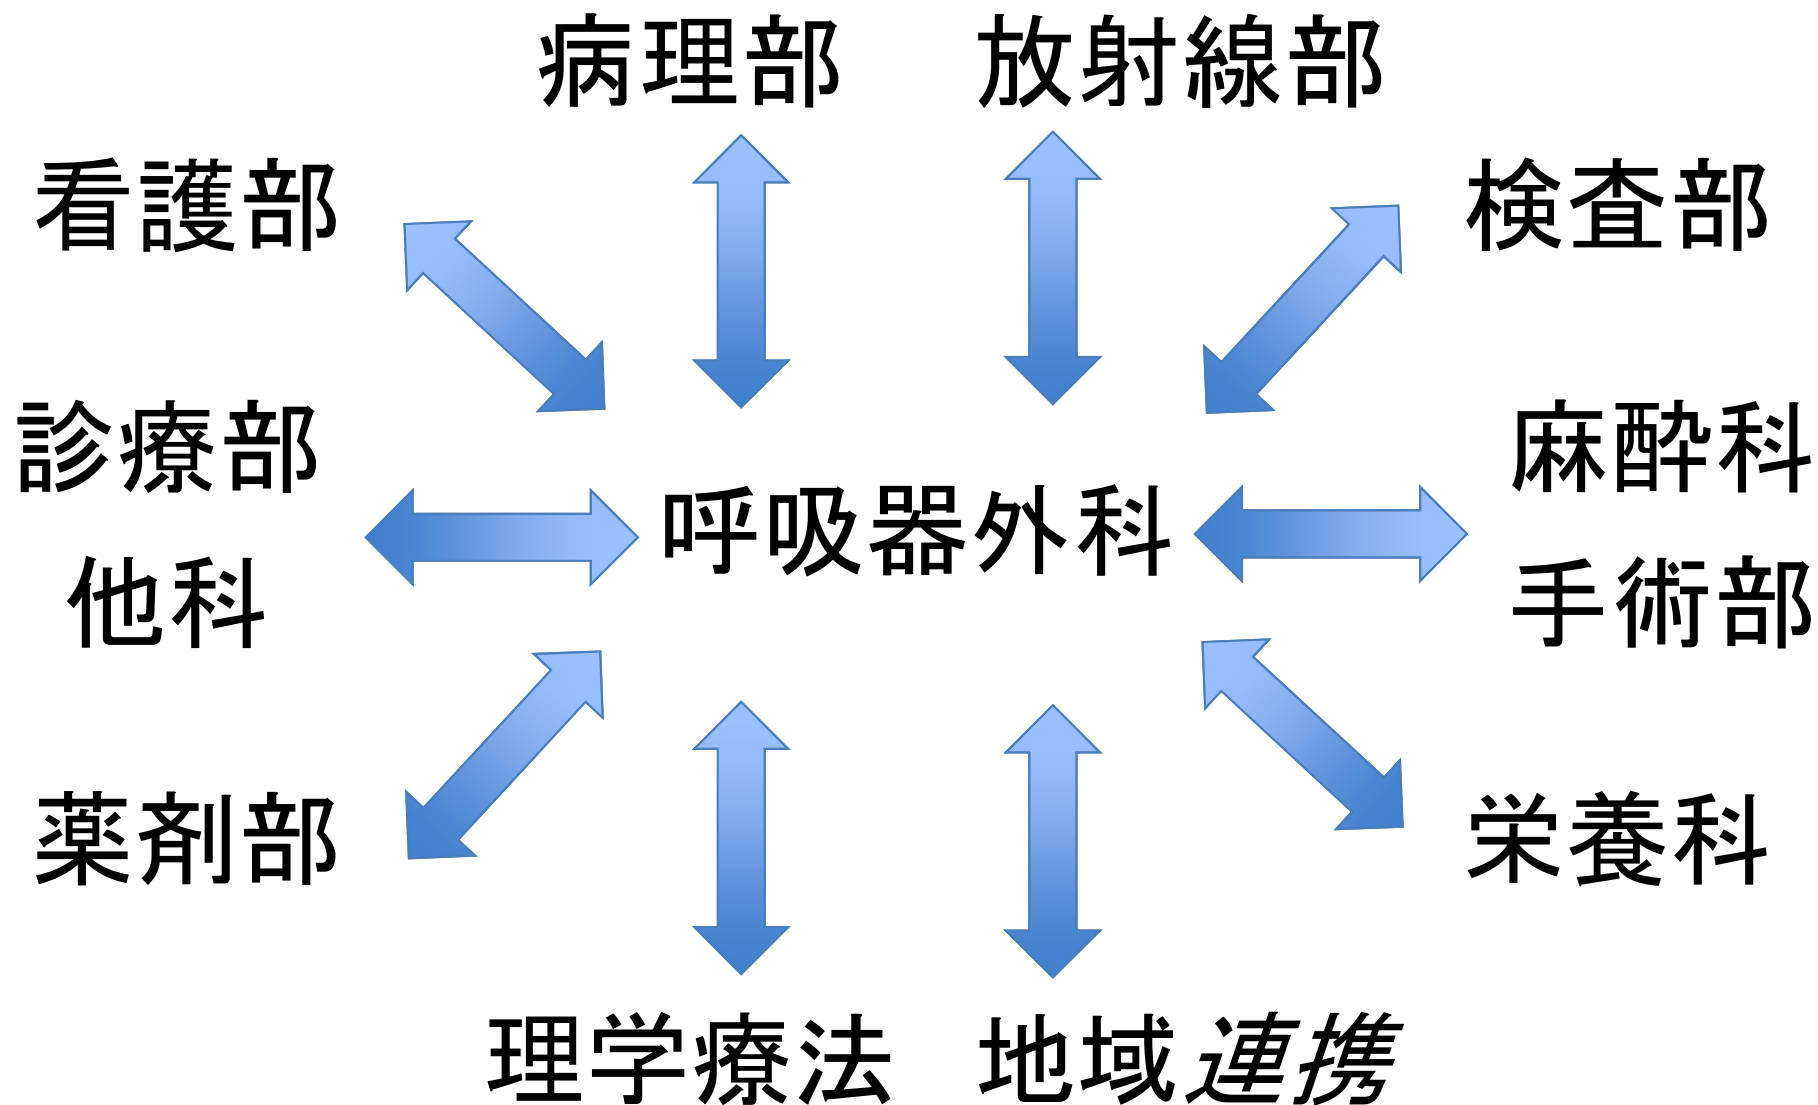 病理部
放射線部
看護部
検査部
診療部
他科
呼吸器外科
麻酔科
手術部
薬剤部
栄養科
理学療法
地域連携